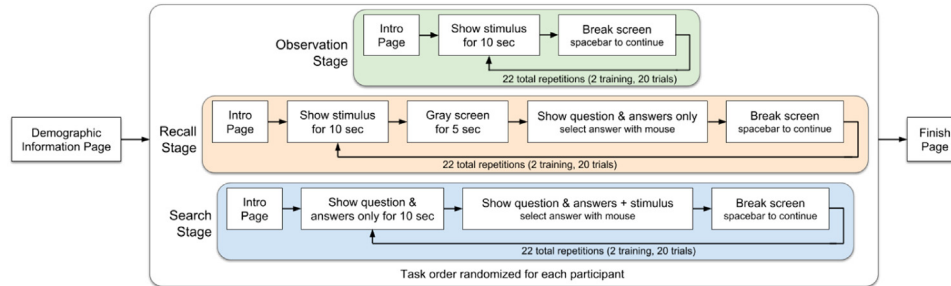 Demographic
Information Page
Observation
Stage
Intro
Page
Show stimulus
for 10 sec
Break screen
spacebar to continue
22 total repetitions (2 training, 20 trials)
Recall
Stage
Intro
Page
Show stimulus
for 10 sec
Gray screen
for 5 sec
Show question & answers only
select answer with mouse
Break screen
spacebar to continue
22 total repetitions (2 training, 20 trials)
Search
Stage
Intro
Page
Show question &
answers only for 10 sec
Show question & answers + stimulus
select answer with mouse
Break screen
spacebar to continue
22 total repetitions (2 training, 20 trials)
Task order randomized for each participant
Finish
Page